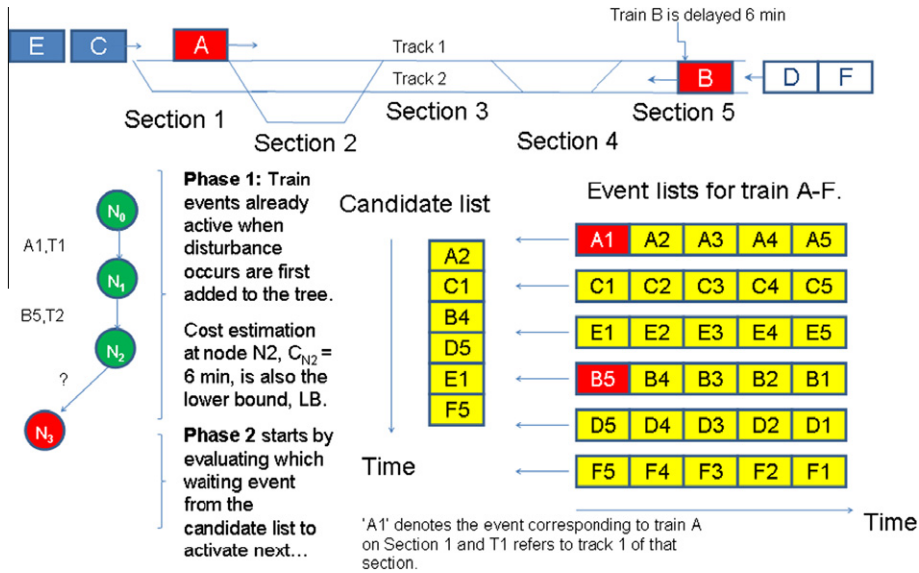 Train B is delayed 6 min
E C A Track 1
Track 2 B D F
Section 1 Section 2 Section 3 Section 4 Section 5
Phase 1: Train
events already
active when
disturbance
occurs are first
added to the tree.
Cost estimation
at node N2, CN2 =
6 min, is also the
lower bound, LB.
Phase 2 starts by
evaluating which
waiting event
from the
candidate list to
activate next...
N0
A1,T1
N1
B5,T2
N2
?
N3
Candidate list
A2
C1
B4
D5
E1
F5
Time
Event lists for train A-F.
A1 A2 A3 A4 A5
C1 C2 C3 C4 C5
E1 E2 E3 E4 E5
B5 B4 B3 B2 B1
D5 D4 D3 D2 D1
F5 F4 F3 F2 F1
Time
'A1' denotes the event corresponding to train A
on Section 1 and T1 refers to track 1 of that
section.